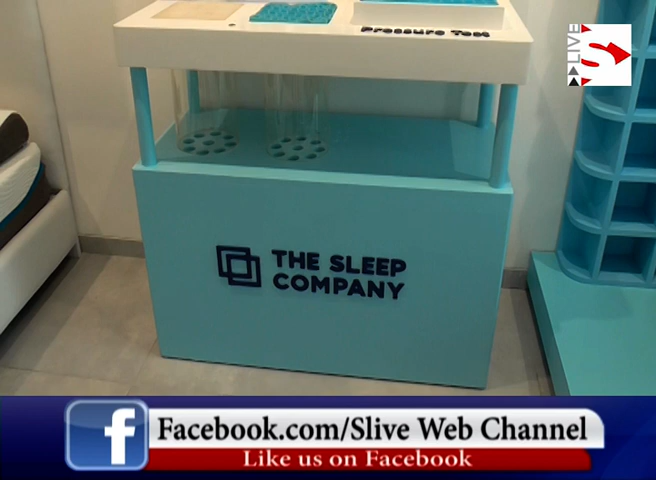 Pressure Test
LIVE
S
THE SLEEP
COMPANY
f
Facebook.com/Slive Web Channel
Like us on Facebook